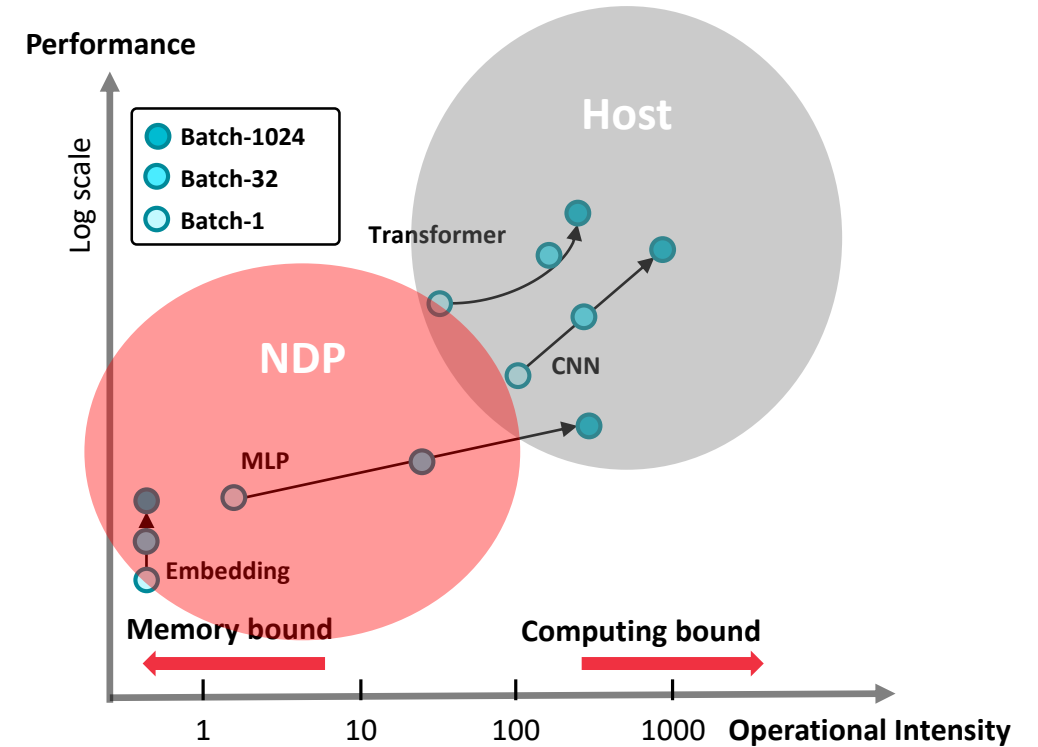 Performance
Log scale
Batch-1024
Batch-32
Batch-1
Host
Transformer
NDP
CNN
MLP
Embedding
Memory bound
Computing bound
1
10
100
1000
Operational Intensity